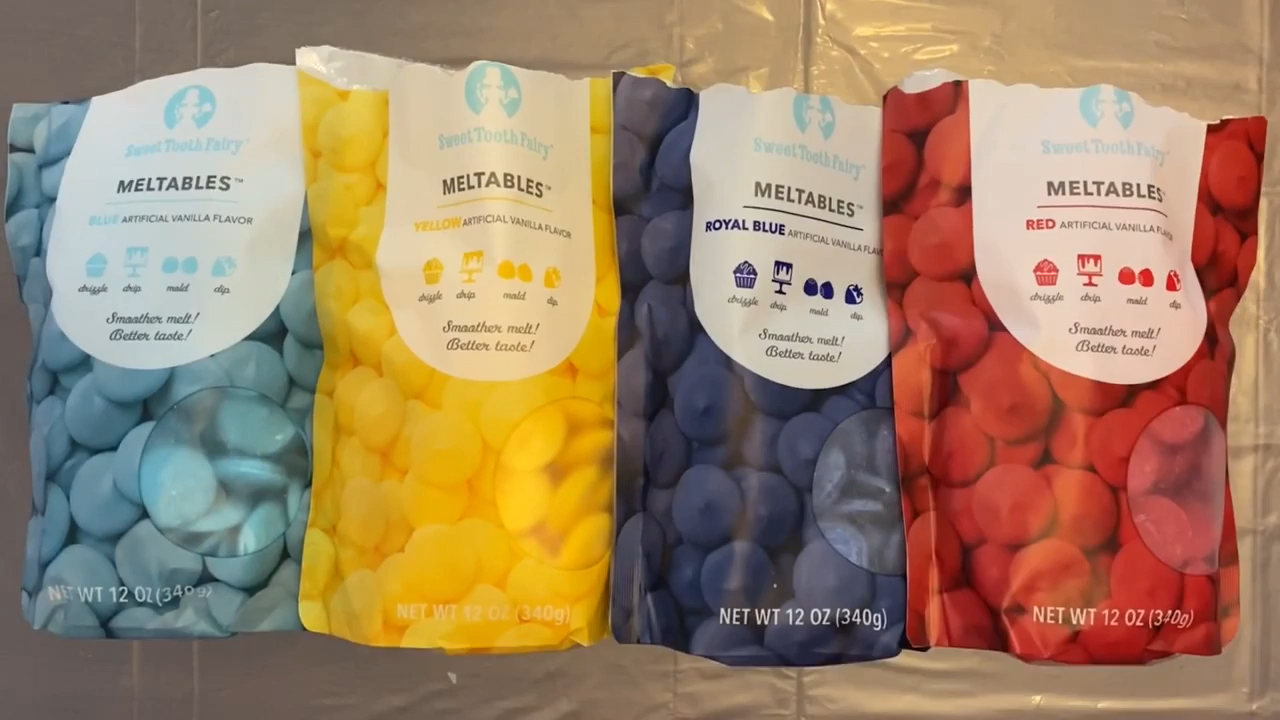 Sweet Tooth Fairy®
MELTABLES™
BLUE ARTIFICIAL VANILLA FLAVOR
drizzle drip mold dip
Smoother melt!
Better taste!
NET WT 12 OZ (340g)
Sweet Tooth Fairy®
MELTABLES™
YELLOW ARTIFICIAL VANILLA FLAVOR
drizzle drip mold dip
Smoother melt!
Better taste!
NET WT 12 OZ (340g)
Sweet Tooth Fairy
MELTABLES™
ROYAL BLUE ARTIFICIAL VANILLA FLAV
drizzle drip mold dip
Smoother melt!
Better taste!
NET WT 12 OZ (340g)
Sweet Tooth Fairy®
MELTABLES™
RED ARTIFICIAL VANILLA FLAVOR
drizzle drip mold dip
Smoother melt!
Better taste!
NET WT 12 OZ (340g)